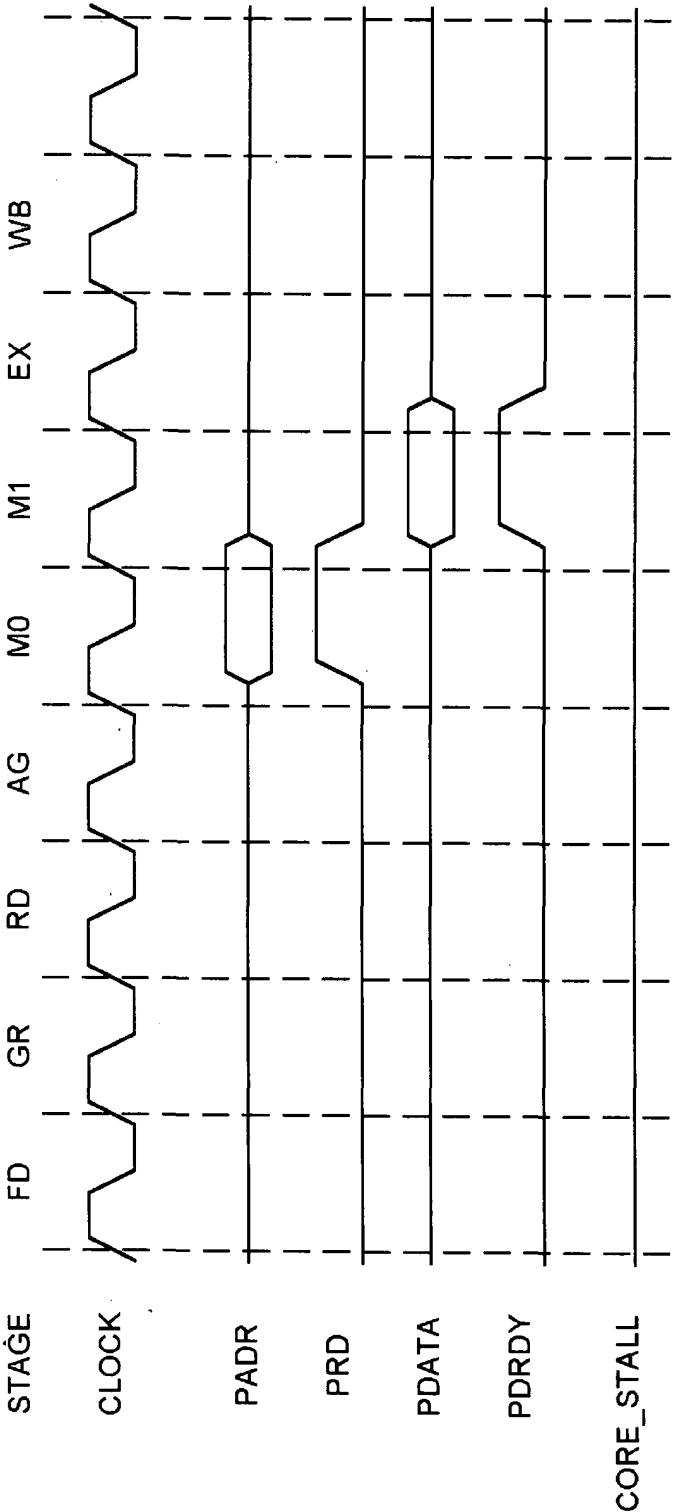 STAGE FD GR RD AG M0 M1 EX WB
CLOCK
PADR
PRD
PDATA
PDRDY
CORE_STALL